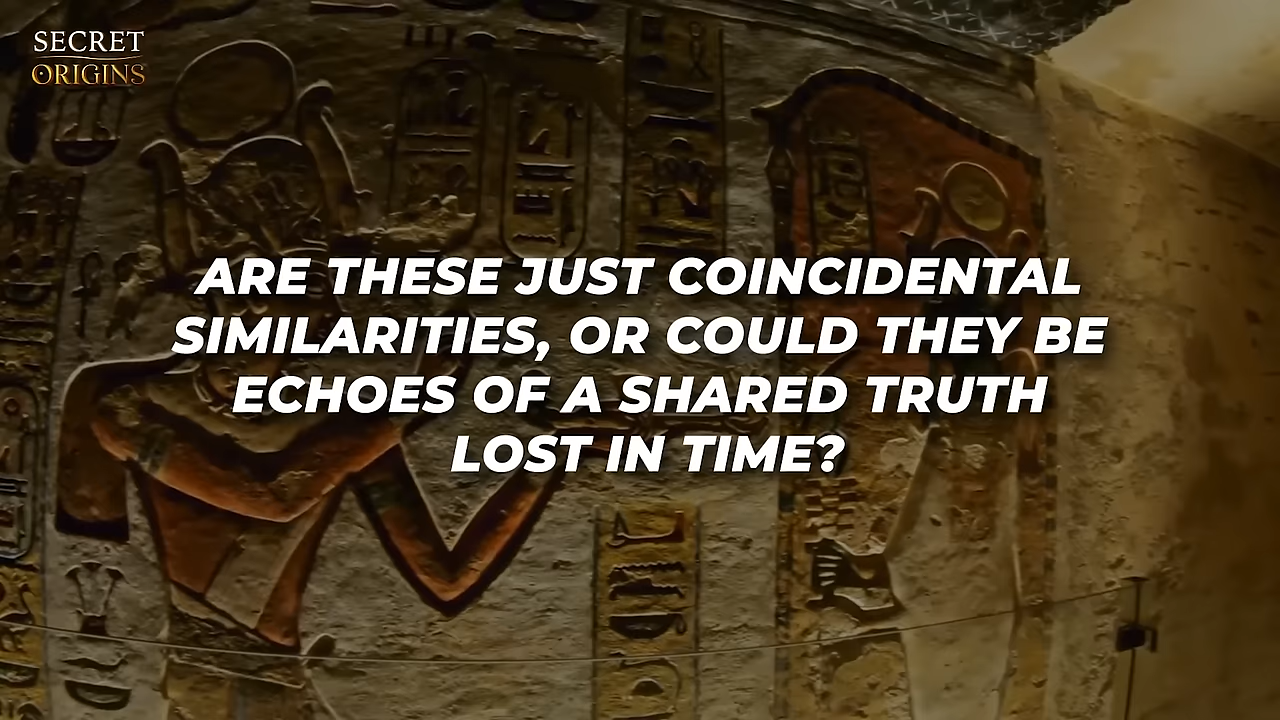 SECRET
ORIGINS
ARE THESE JUST COINCIDENTAL
SIMILARITIES, OR COULD THEY BE
ECHOES OF A SHARED TRUTH
LOST IN TIME?